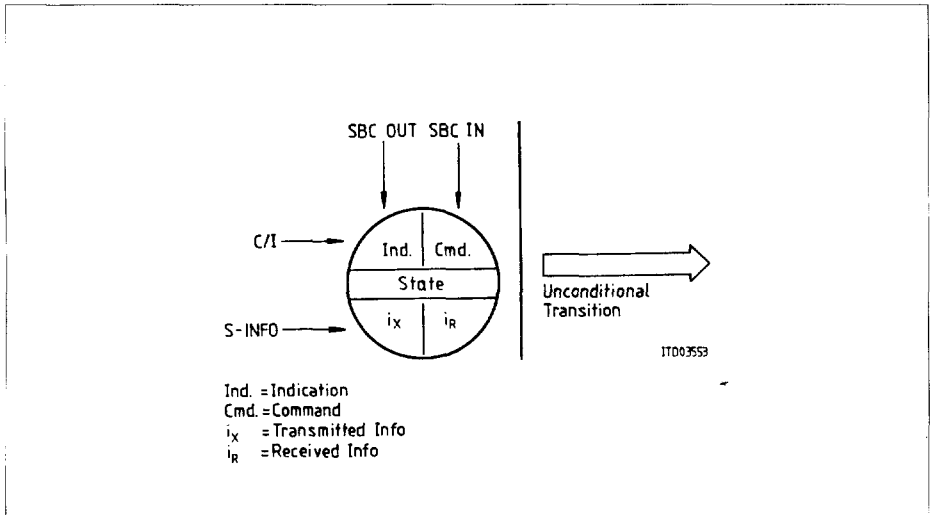 SBC OUT SBC IN
C/I
Ind. Cmd.
State
S-INFO
iX iR
Unconditional
Transition
ITD03553
Ind. = Indication
Cmd. = Command
iX = Transmitted Info
iR = Received Info